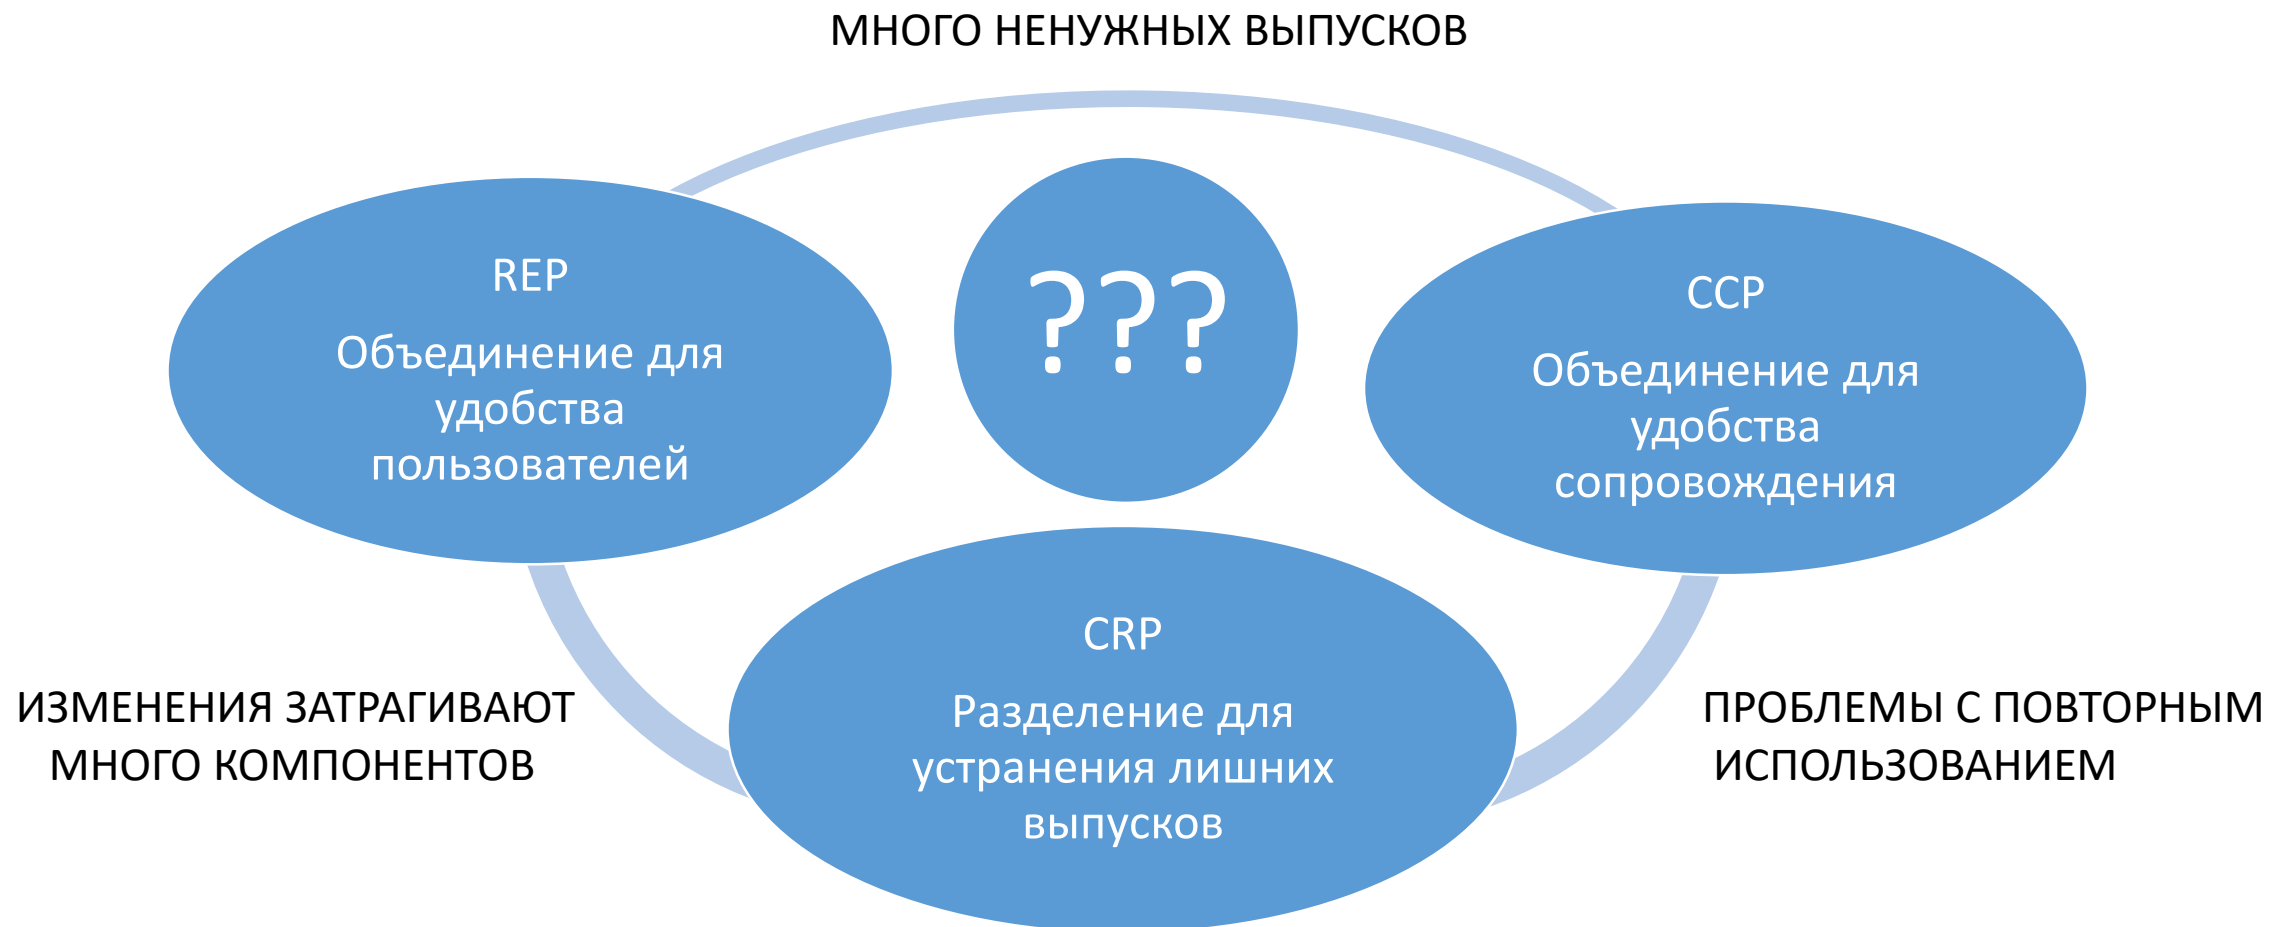 МНОГО НЕНУЖНЫХ ВЫПУСКОВ
REP
Объединение для
удобства
пользователей
???
CCP
Объединение для
удобства
сопровождения
CRP
Разделение для
устранения лишних
выпусков
ИЗМЕНЕНИЯ ЗАТРАГИВАЮТ
МНОГО КОМПОНЕНТОВ
ПРОБЛЕМЫ С ПОВТОРНЫМ
ИСПОЛЬЗОВАНИЕМ